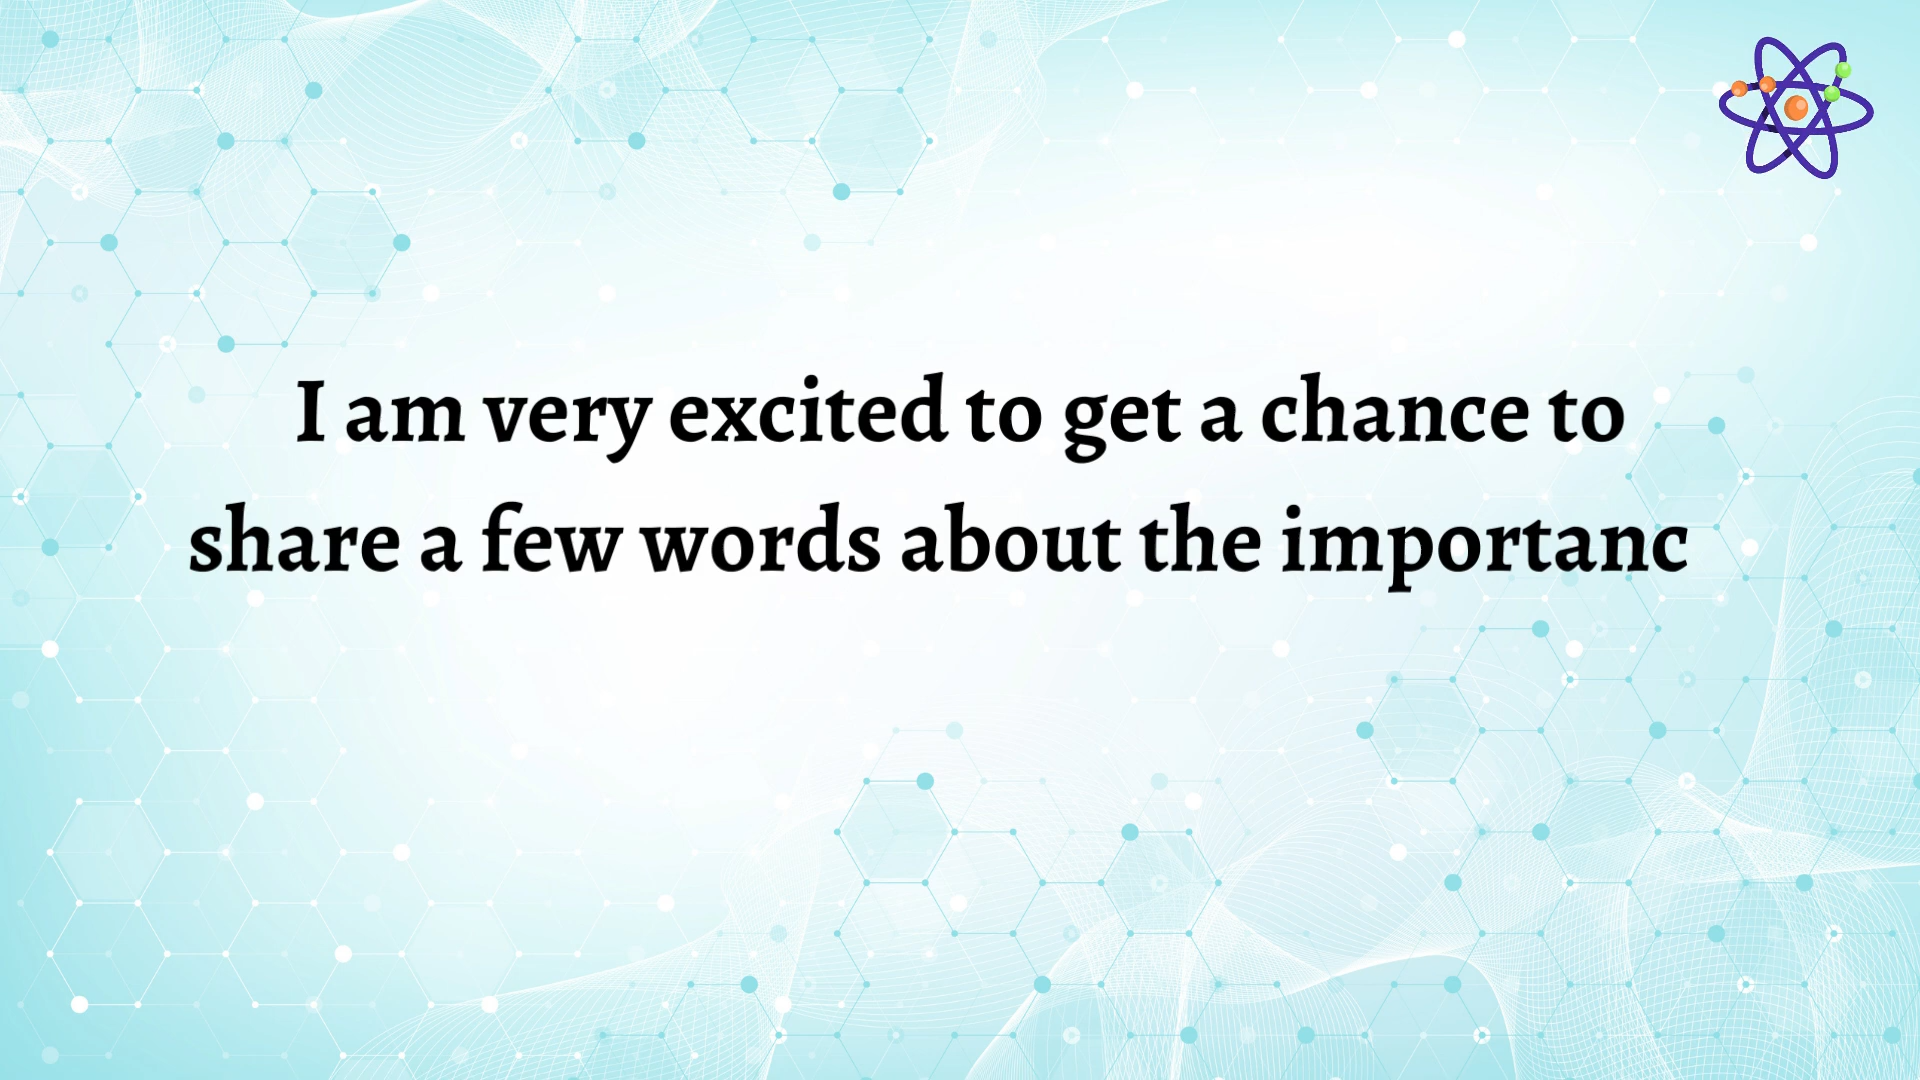 I am very excited to get a chance to
share a few words about the importanc